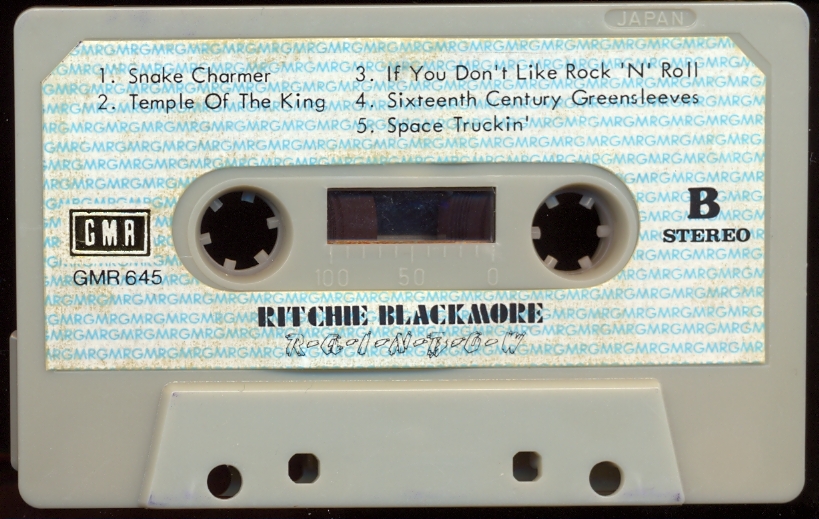 JAPAN
1. Snake Charmer
2. Temple Of The King
3. If You Don't Like Rock 'N' Roll
4. Sixteenth Century Greensleeves
5. Space Truckin'
GMR
GMR 645
B
STEREO
100 50 0
RITCHIE BLACKMORE
R·A·I·N·B·O·W